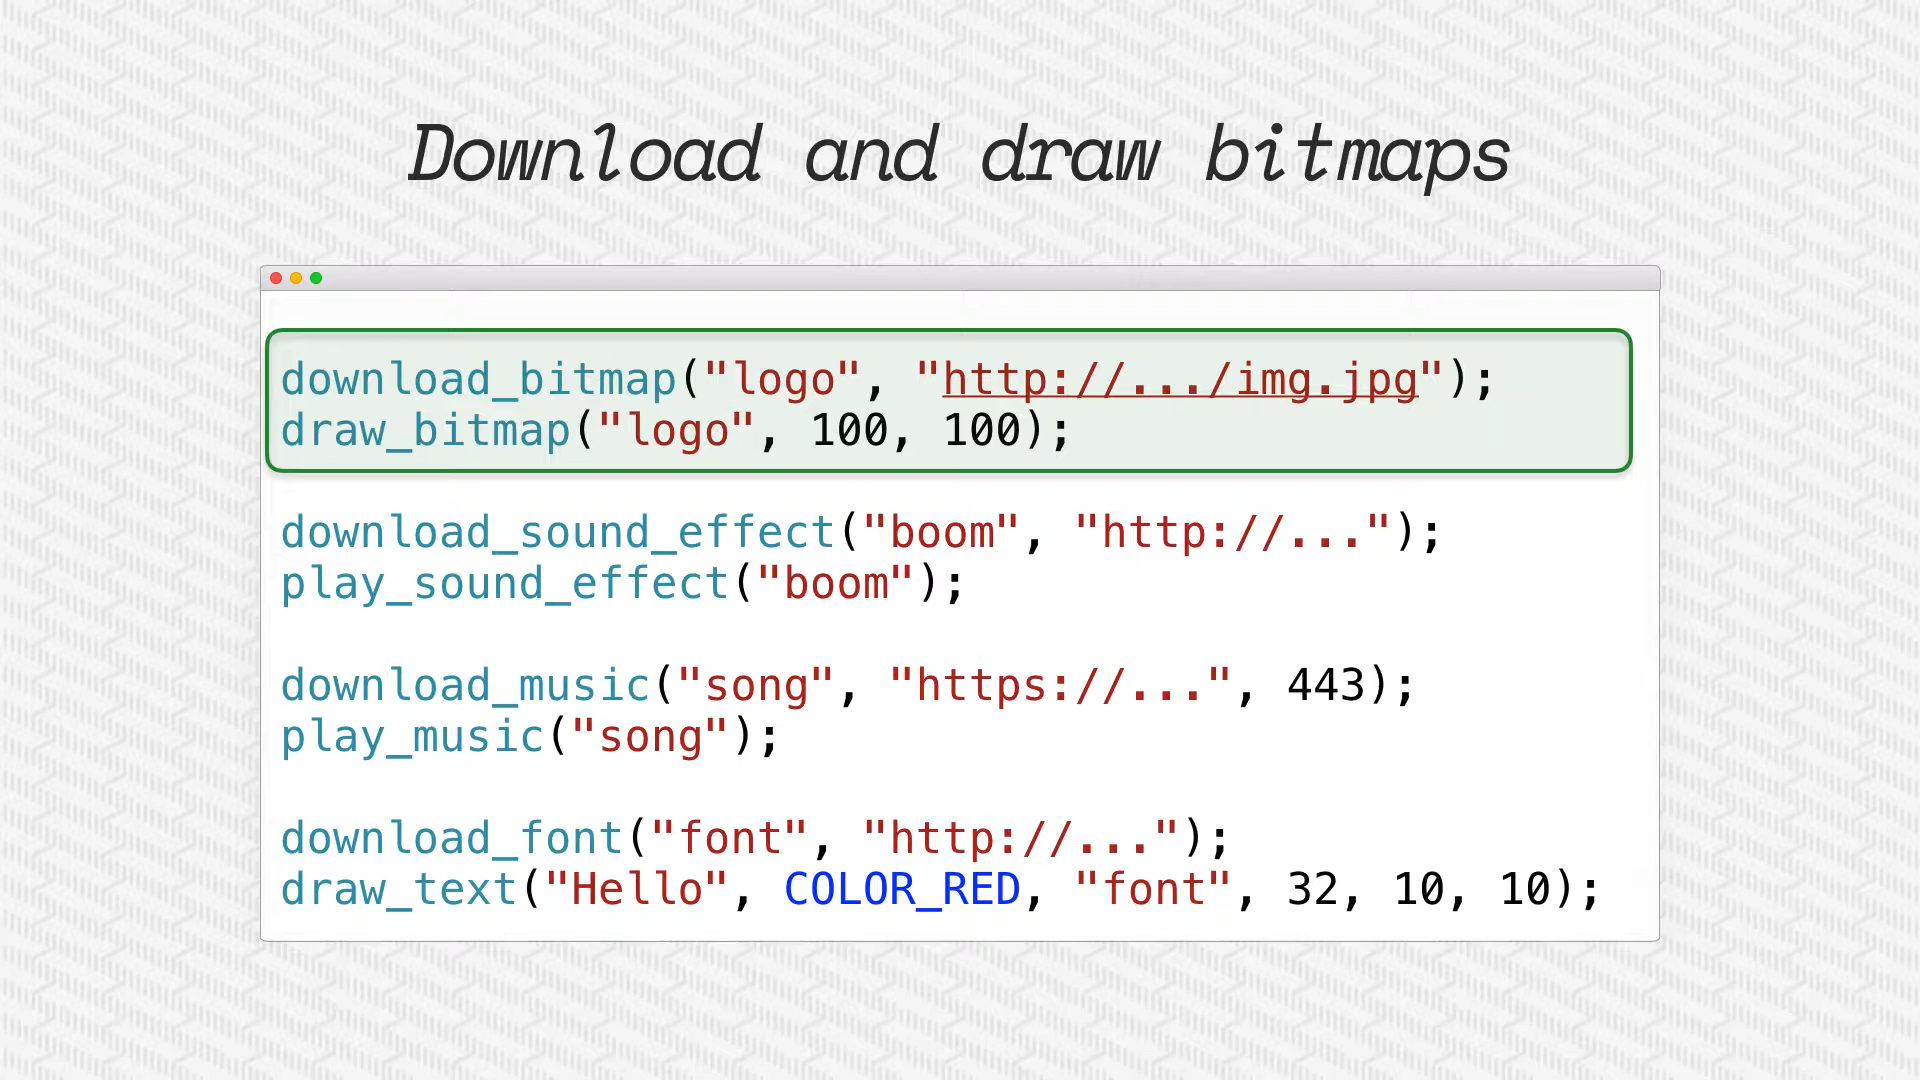 Download and draw bitmaps
download_bitmap("logo", "http://.../img.jpg");
draw_bitmap("logo", 100, 100);
download_sound_effect("boom", "http://...");
play_sound_effect("boom");
download_music("song", "https://...", 443);
play_music("song");
download_font("font", "http://...");
draw_text("Hello", COLOR_RED, "font", 32, 10, 10);